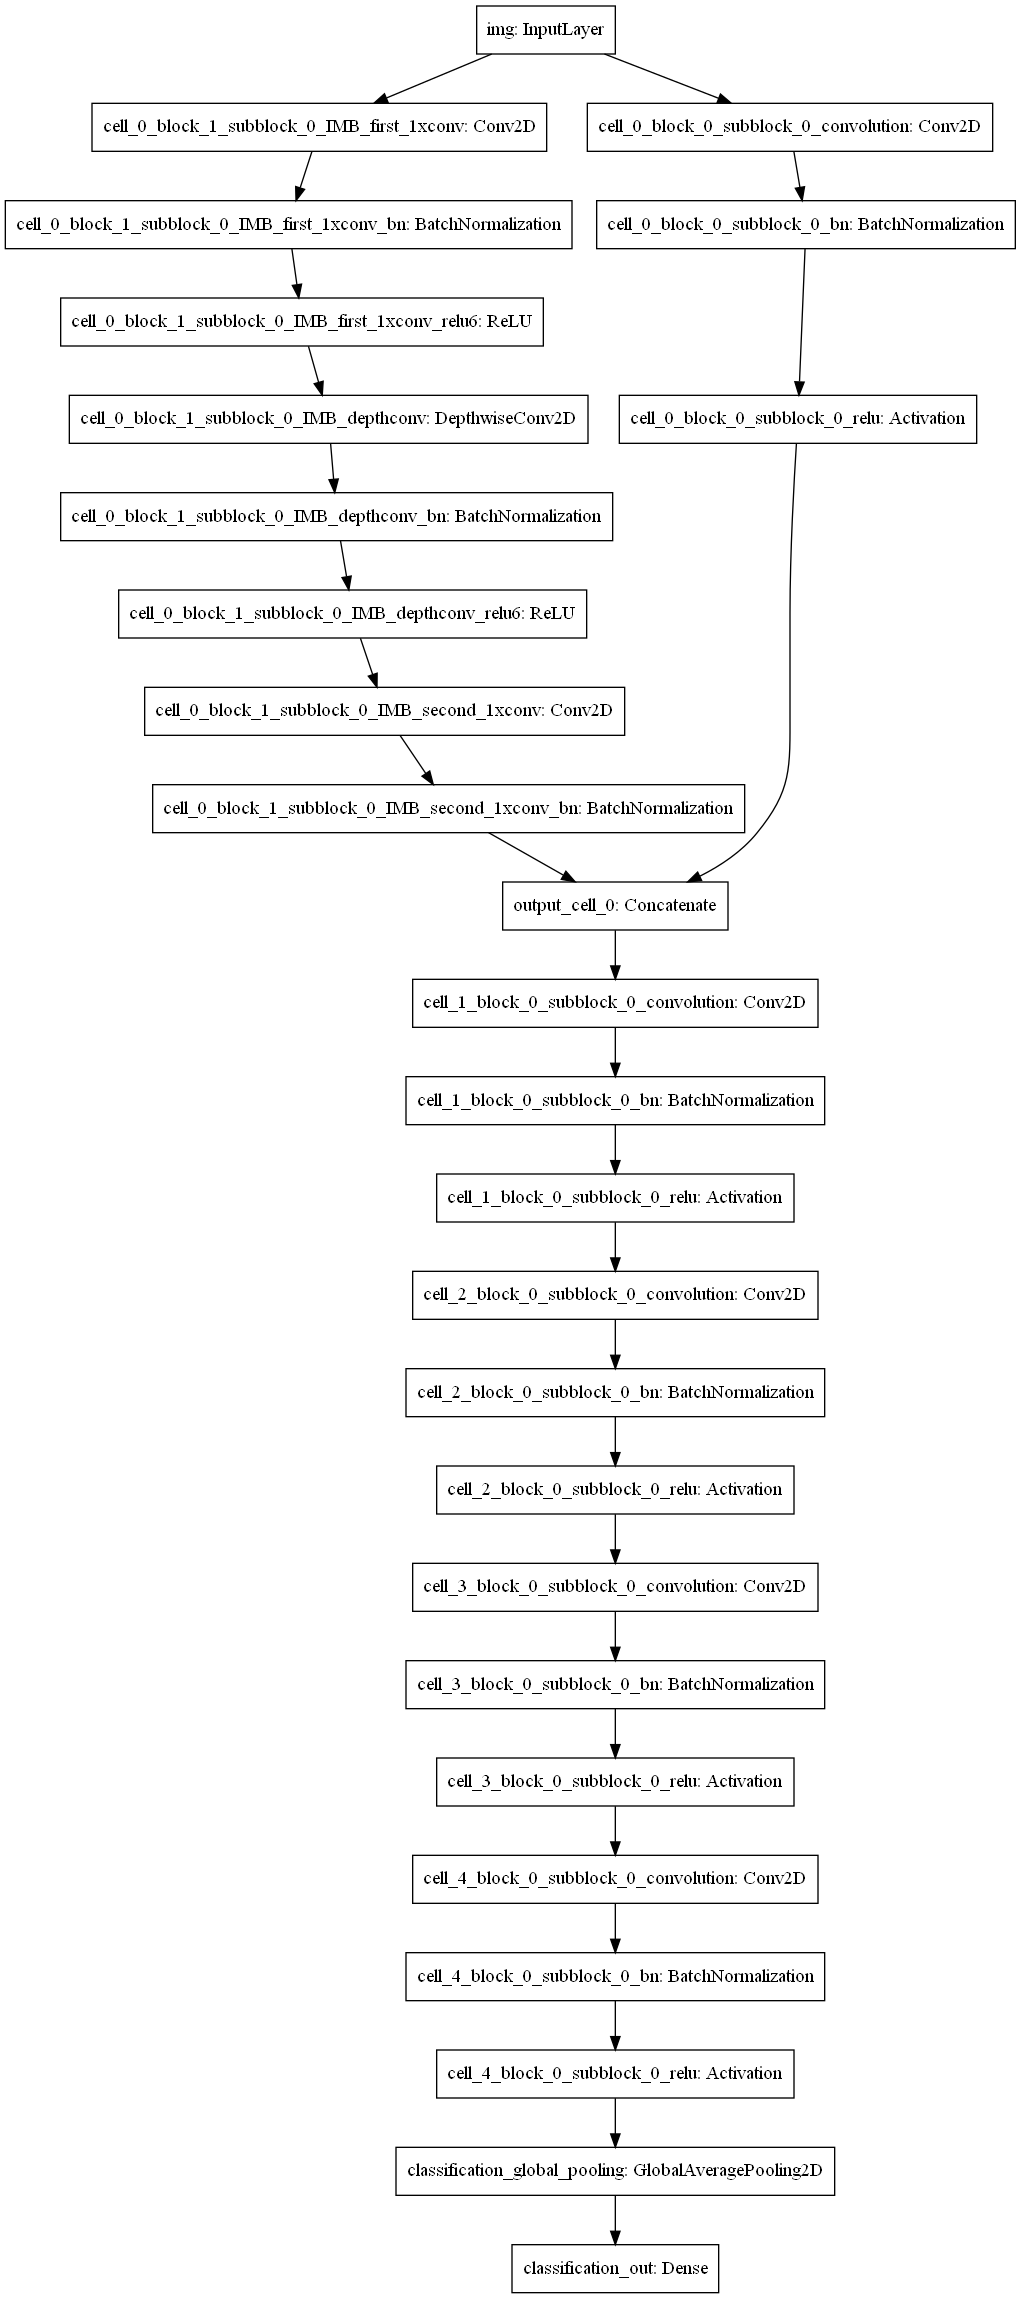 img: InputLayer
cell_0_block_1_subblock_0_IMB_first_1xconv: Conv2D
cell_0_block_0_subblock_0_convolution: Conv2D
cell_0_block_1_subblock_0_IMB_first_1xconv_bn: BatchNormalization
cell_0_block_0_subblock_0_bn: BatchNormalization
cell_0_block_1_subblock_0_IMB_first_1xconv_relu6: ReLU
cell_0_block_1_subblock_0_IMB_depthconv: DepthwiseConv2D
cell_0_block_0_subblock_0_relu: Activation
cell_0_block_1_subblock_0_IMB_depthconv_bn: BatchNormalization
cell_0_block_1_subblock_0_IMB_depthconv_relu6: ReLU
cell_0_block_1_subblock_0_IMB_second_1xconv: Conv2D
cell_0_block_1_subblock_0_IMB_second_1xconv_bn: BatchNormalization
output_cell_0: Concatenate
cell_1_block_0_subblock_0_convolution: Conv2D
cell_1_block_0_subblock_0_bn: BatchNormalization
cell_1_block_0_subblock_0_relu: Activation
cell_2_block_0_subblock_0_convolution: Conv2D
cell_2_block_0_subblock_0_bn: BatchNormalization
cell_2_block_0_subblock_0_relu: Activation
cell_3_block_0_subblock_0_convolution: Conv2D
cell_3_block_0_subblock_0_bn: BatchNormalization
cell_3_block_0_subblock_0_relu: Activation
cell_4_block_0_subblock_0_convolution: Conv2D
cell_4_block_0_subblock_0_bn: BatchNormalization
cell_4_block_0_subblock_0_relu: Activation
classification_global_pooling: GlobalAveragePooling2D
classification_out: Dense